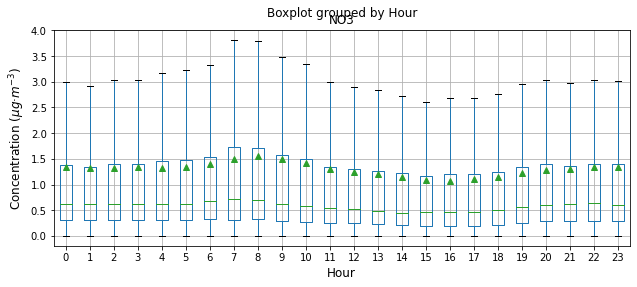 Boxplot grouped by Hour
NO3
Concentration (μg·m⁻³)
4.0
3.5
3.0
2.5
2.0
1.5
1.0
0.5
0.0
0 1 2 3 4 5 6 7 8 9 10 11 12 13 14 15 16 17 18 19 20 21 22 23
Hour